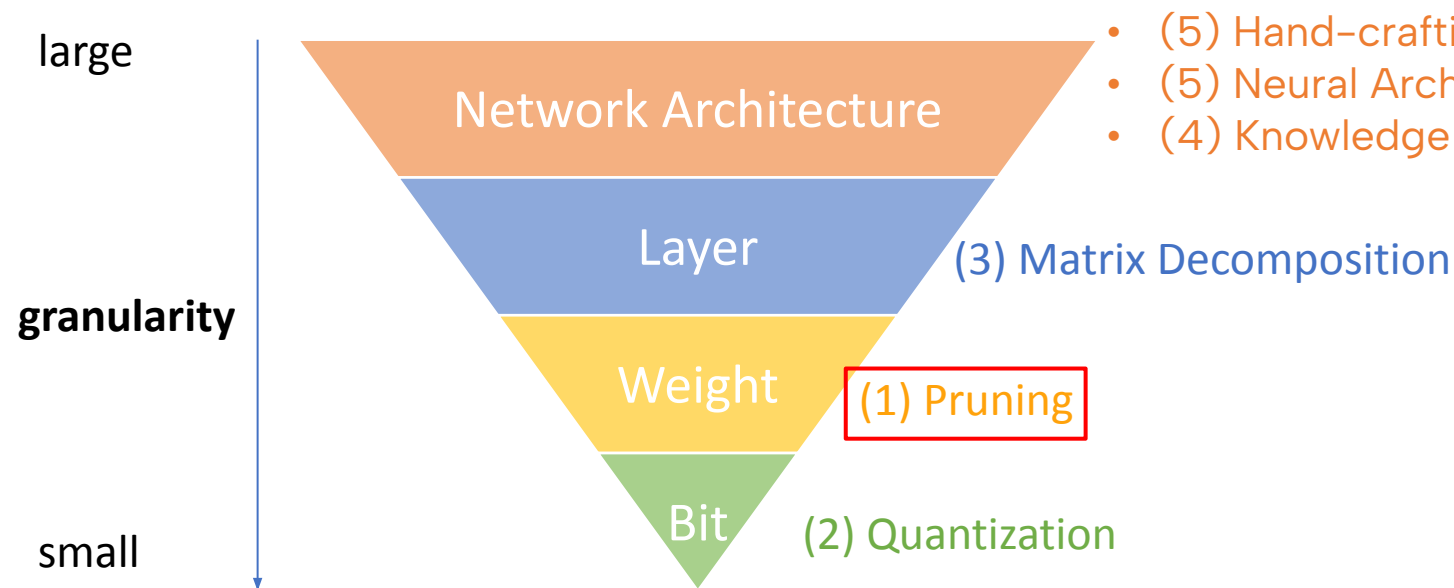 large
• (5) Hand-crafti
• (5) Neural Arch
• (4) Knowledge
Network Architecture
Layer
(3) Matrix Decomposition
granularity
Weight
(1) Pruning
Bit
(2) Quantization
small